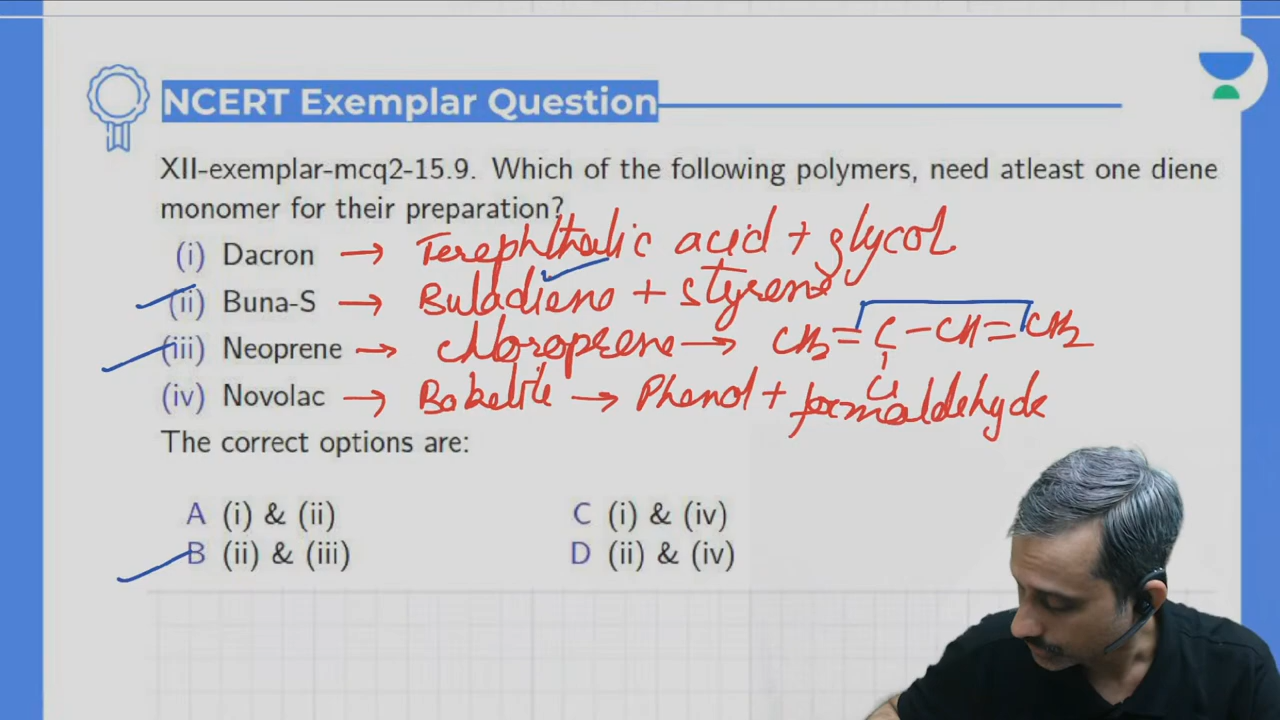 NCERT Exemplar Question
XII-exemplar-mcq2-15.9. Which of the following polymers, need atleast one diene
monomer for their preparation?
(i) Dacron → Terephthalic acid + glycol
(ii) Buna-S → Butadiene + styrene
(iii) Neoprene → chloroprene → CH2=C-CH=CH2
Cl
(iv) Novolac → Bakelite → Phenol + formaldehyde
The correct options are:
A (i) & (ii)
C (i) & (iv)
B (ii) & (iii)
D (ii) & (iv)